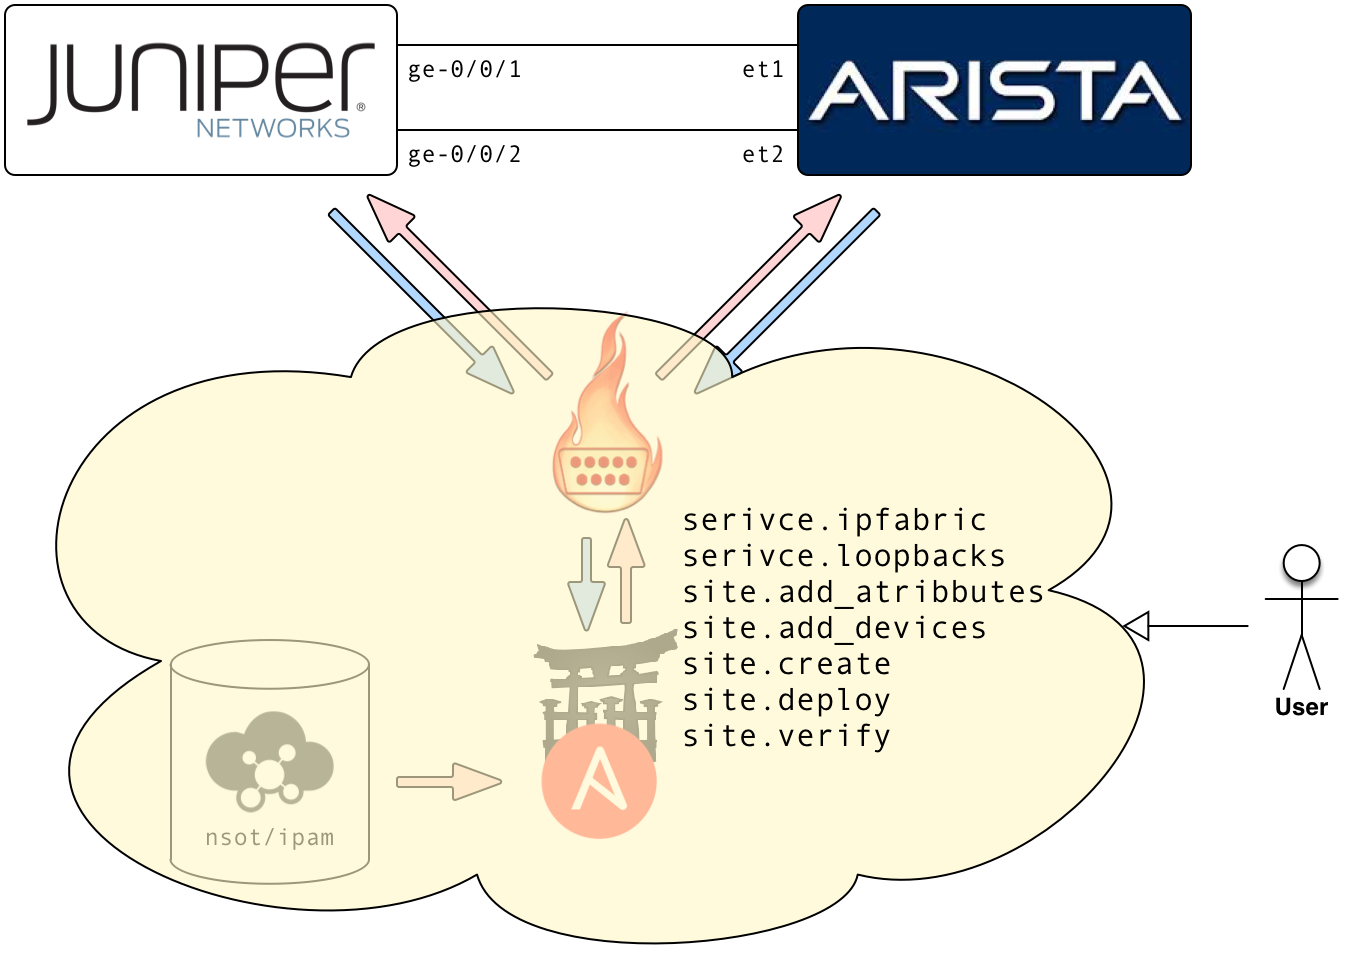 JUNIPER
®
NETWORKS
ARISTA
ge-0/0/1
et1
ge-0/0/2
et2
serivce.ipfabric
serivce.loopbacks
site.add_atribbutes
site.add_devices
site.create
site.deploy
site.verify
User
nsot/ipam